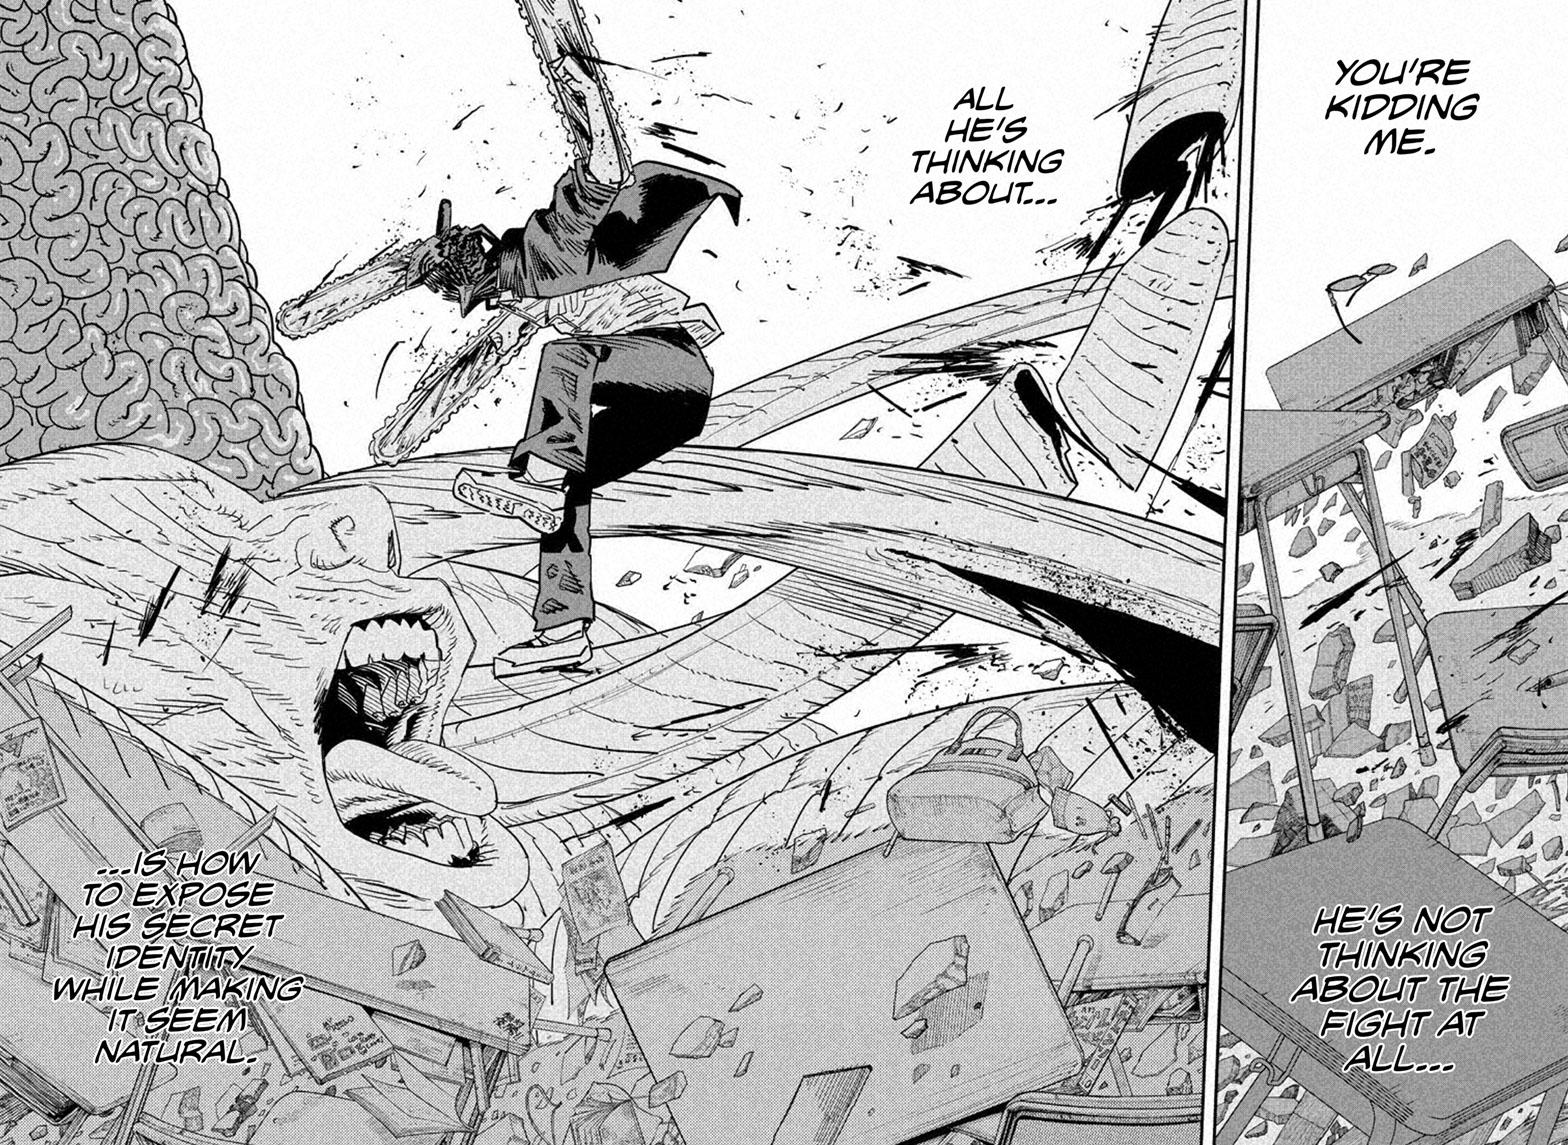 YOU'RE
KIDDING
ME.
HE'S NOT
THINKING
ABOUT THE
FIGHT AT
ALL...
ALL
HE'S
THINKING
ABOUT...
...IS HOW
TO EXPOSE
HIS SECRET
IDENTITY
WHILE MAKING
IT SEEM
NATURAL.